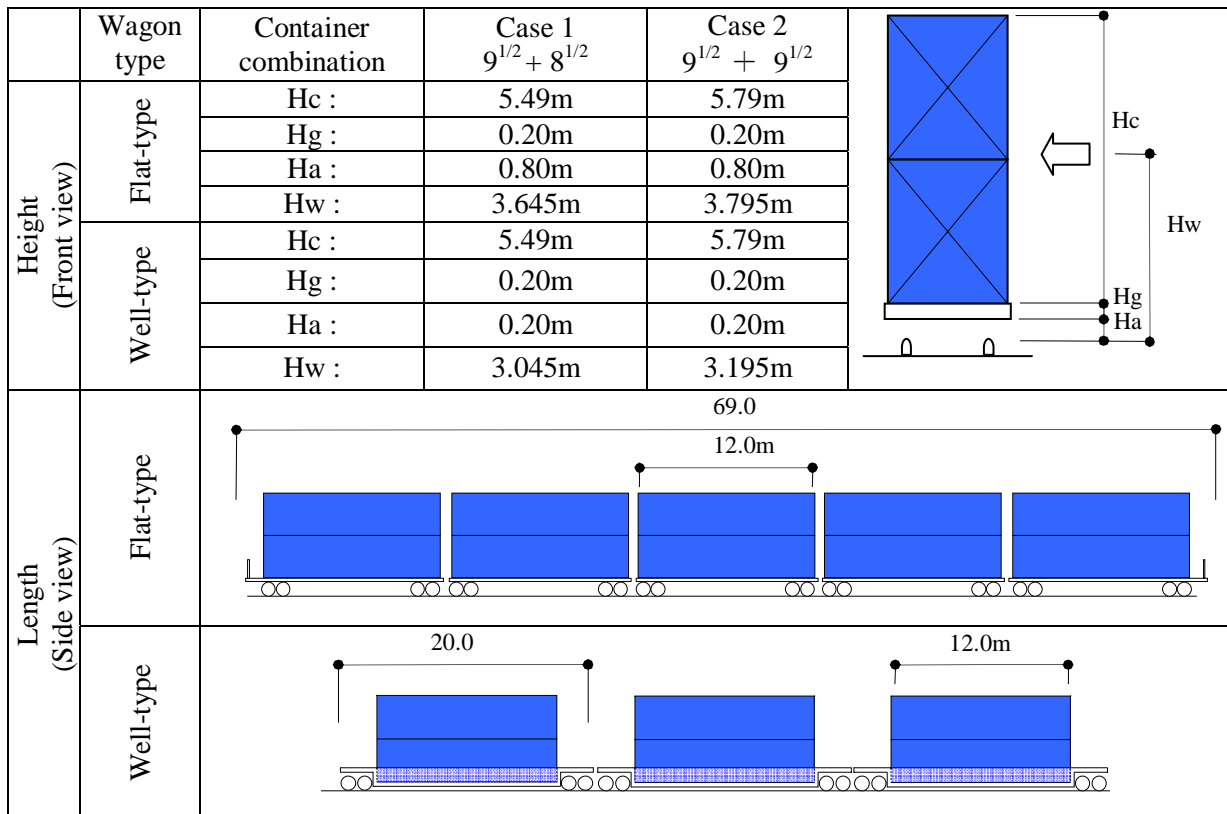 Wagon type Container combination Case 1 9^1/2 + 8^1/2 Case 2 9^1/2 + 9^1/2
Height (Front view)
Flat-type
Hc : 5.49m 5.79m
Hg : 0.20m 0.20m
Ha : 0.80m 0.80m
Hw : 3.645m 3.795m
Well-type
Hc : 5.49m 5.79m
Hg : 0.20m 0.20m
Ha : 0.20m 0.20m
Hw : 3.045m 3.195m
Hc
Hw
Hg
Ha
Length (Side view)
Flat-type
69.0
12.0m
Well-type
20.0 12.0m